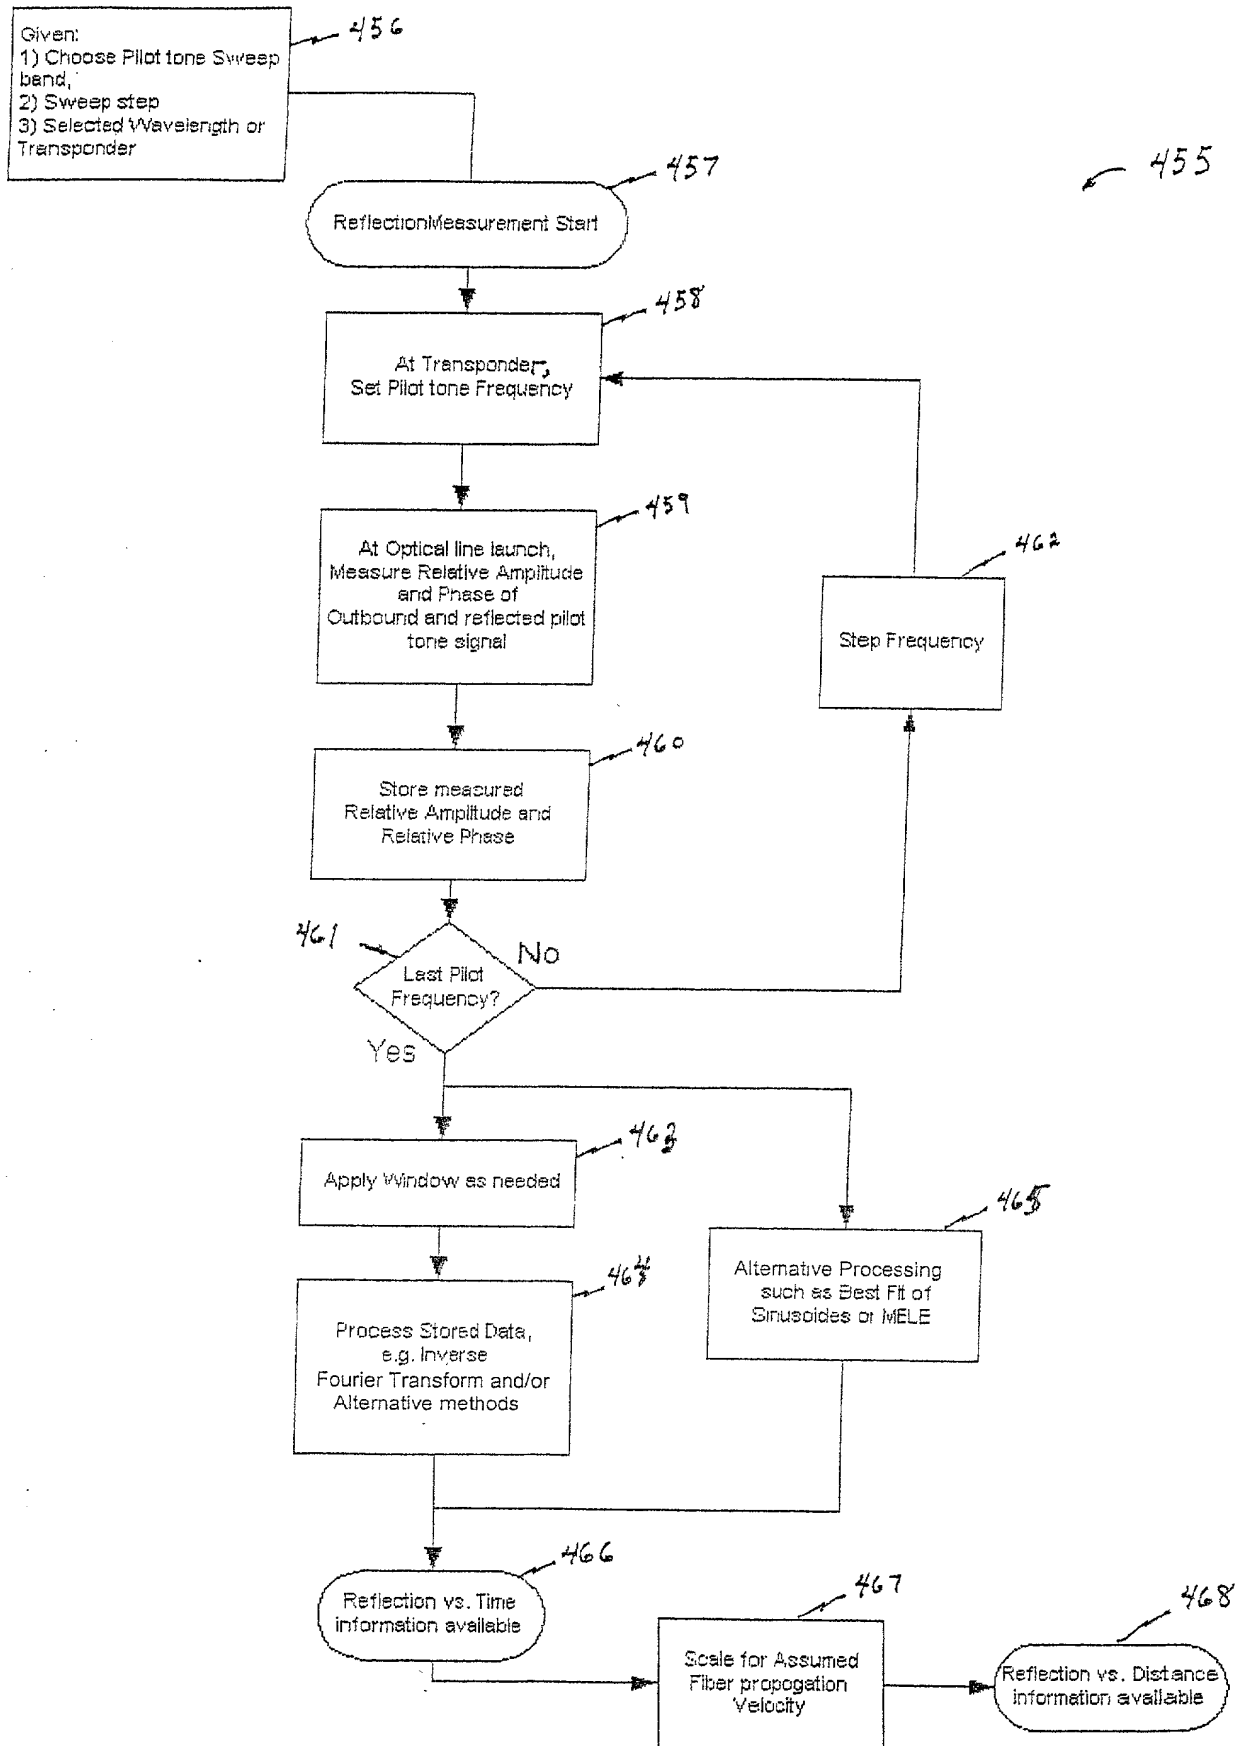 Given:
1) Choose Pilot tone Sweep
band,
2) Sweep step
3) Selected Wavelength or
Transponder
456
455
457
ReflectionMeasurement Start
458
At Transponder,
Set Pilot tone Frequency
459
At Optical line launch,
Measure Relative Amplitude
and Phase of
Outbound and reflected pilot
tone signal
462
Step Frequency
460
Store measured
Relative Amplitude and
Relative Phase
461
Last Pilot
Frequency?
No
Yes
463
Apply Window as needed
464
Process Stored Data,
e.g. Inverse
Fourier Transform and/or
Alternative methods
465
Alternative Processing
such as Best Fit of
Sinusoides or MELE
466
Reflection vs. Time
information available
467
Scale for Assumed
Fiber propogation
Velocity
468
Reflection vs. Distance
information available